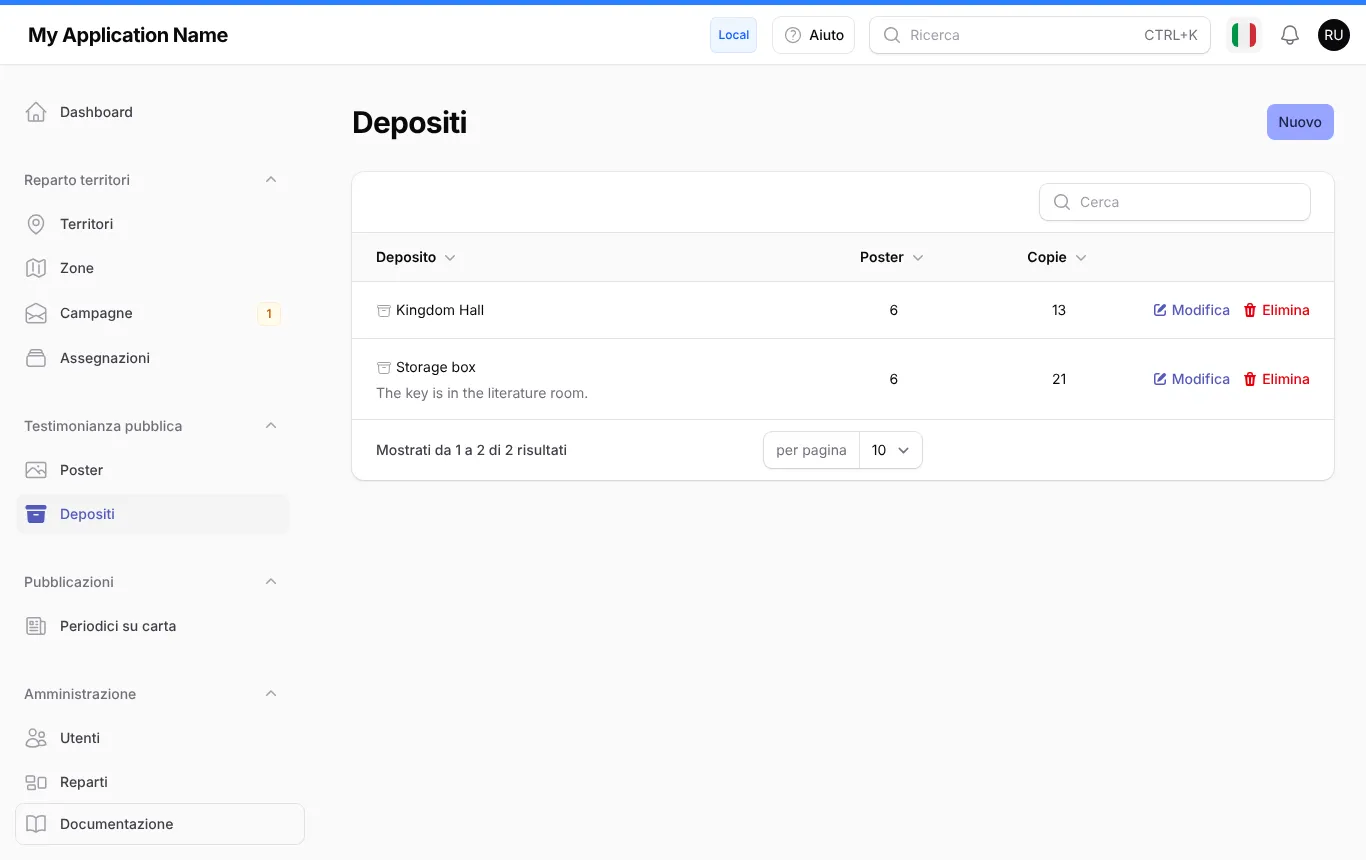 My Application Name
Local
Aiuto
Ricerca CTRL+K
RU
Dashboard
Reparto territori
Territori
Zone
Campagne 1
Assegnazioni
Testimonianza pubblica
Poster
Depositi
Pubblicazioni
Periodici su carta
Amministrazione
Utenti
Reparti
Documentazione
Depositi
Nuovo
Cerca
Deposito Poster Copie
Kingdom Hall 6 13 Modifica Elimina
Storage box 6 21 Modifica Elimina
The key is in the literature room.
Mostrati da 1 a 2 di 2 risultati per pagina 10